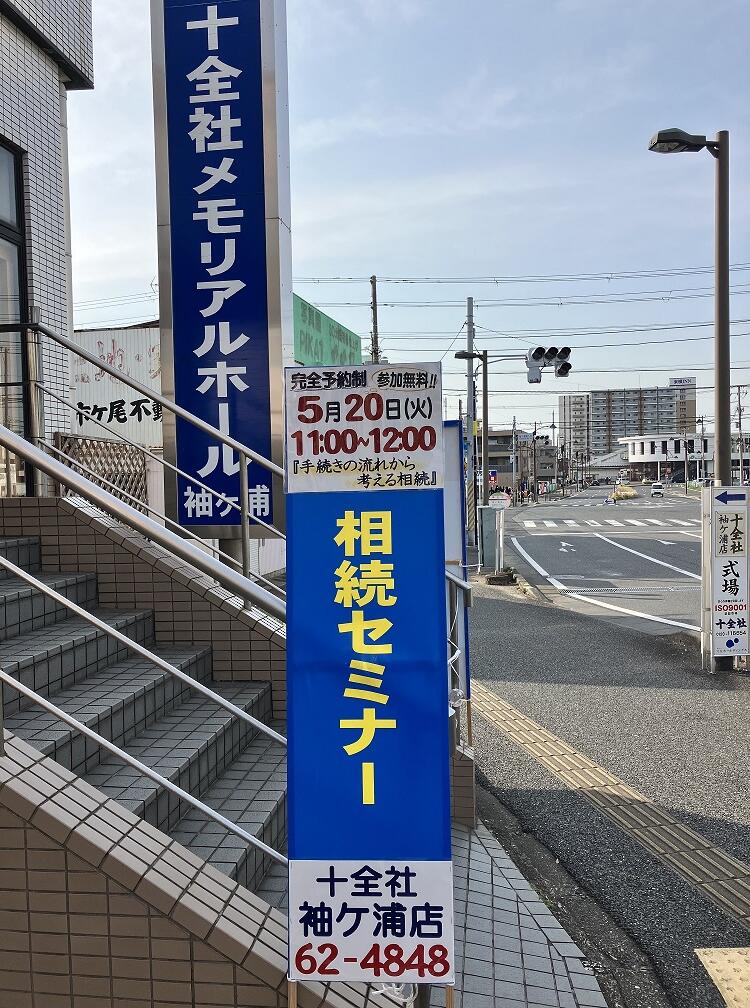 十全社メモリアルホール
袖ケ浦
完全予約制 参加無料!!
5月20日(火)
11:00~12:00
『手続きの流れから
考える相続』
相続セミナー
十全社
袖ケ浦店
62-4848
十全社
袖ケ浦店
式場
ISO9001
十全社